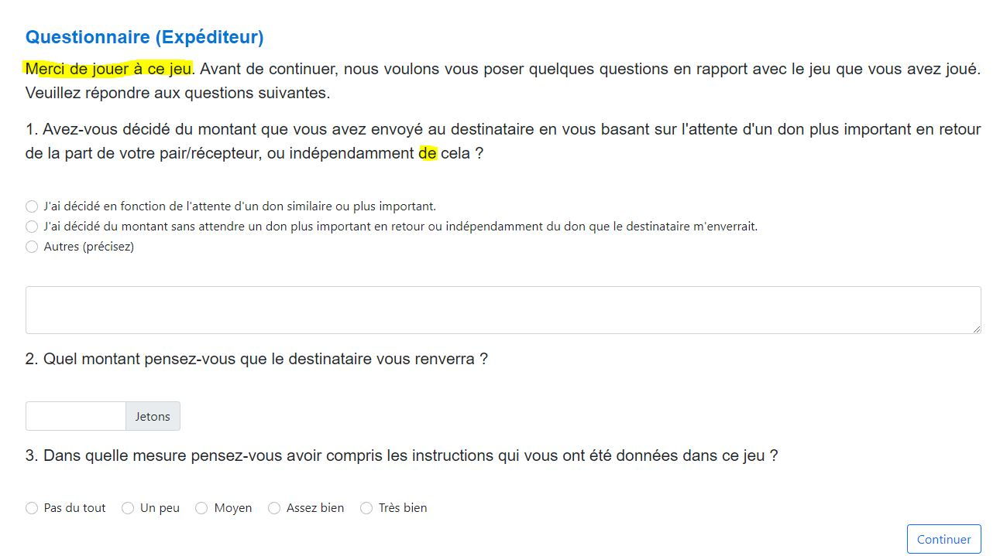 Questionnaire (Expéditeur)
Merci de jouer à ce jeu. Avant de continuer, nous voulons vous poser quelques questions en rapport avec le jeu que vous avez joué.
Veuillez répondre aux questions suivantes.
1. Avez-vous décidé du montant que vous avez envoyé au destinataire en vous basant sur l'attente d'un don plus important en retour
de la part de votre pair/récepteur, ou indépendamment de cela ?
J'ai décidé en fonction de l'attente d'un don similaire ou plus important.
J'ai décidé du montant sans attendre un don plus important en retour ou indépendamment du don que le destinataire m'enverrait.
Autres (précisez)
2. Quel montant pensez-vous que le destinataire vous renverra ?
Jetons
3. Dans quelle mesure pensez-vous avoir compris les instructions qui vous ont été données dans ce jeu ?
Pas du tout Un peu Moyen Assez bien Très bien
Continuer